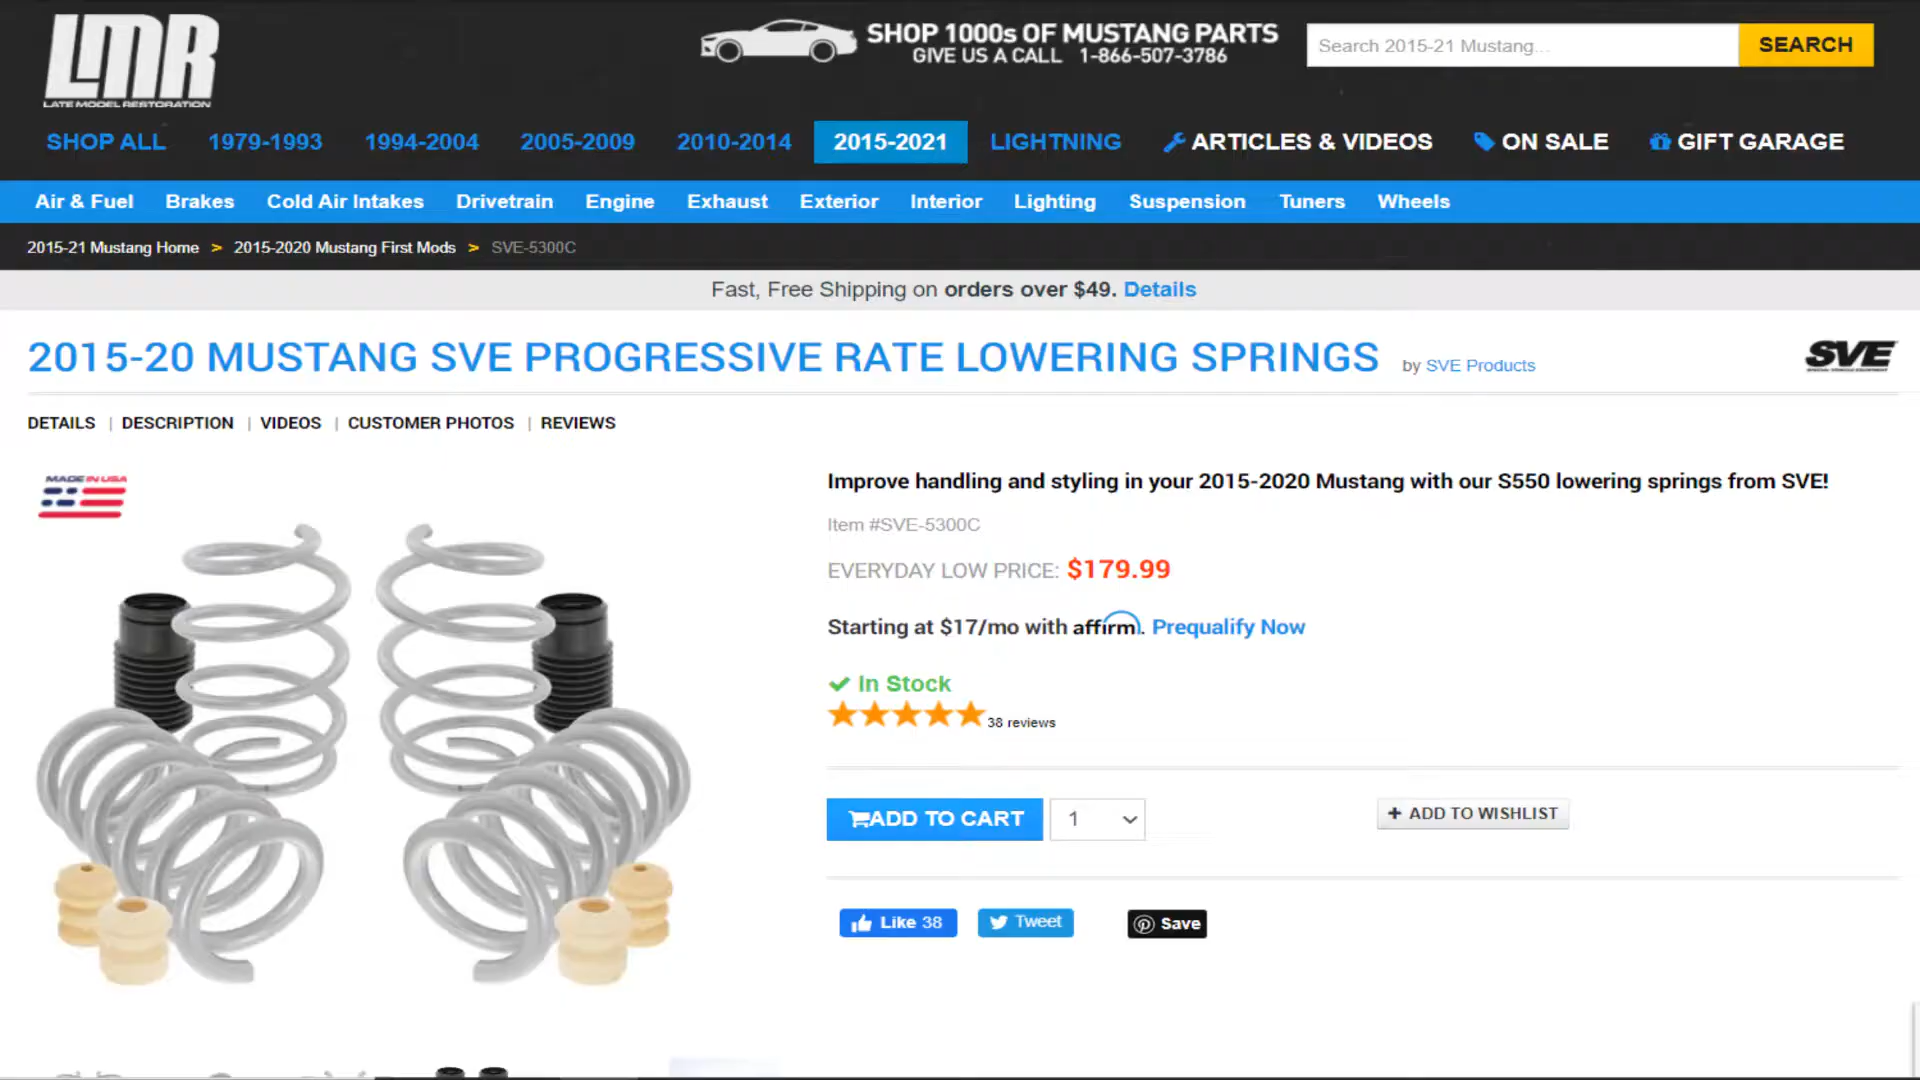 LMR
LATE MODEL RESTORATION
SHOP 1000s OF MUSTANG PARTS
GIVE US A CALL 1-866-507-3786
Search 2015-21 Mustang...
SEARCH
SHOP ALL 1979-1993 1994-2004 2005-2009 2010-2014 2015-2021 LIGHTNING ARTICLES & VIDEOS ON SALE GIFT GARAGE
Air & Fuel Brakes Cold Air Intakes Drivetrain Engine Exhaust Exterior Interior Lighting Suspension Tuners Wheels
2015-21 Mustang Home > 2015-2020 Mustang First Mods > SVE-5300C
Fast, Free Shipping on orders over $49. Details
2015-20 MUSTANG SVE PROGRESSIVE RATE LOWERING SPRINGS by SVE Products
SVE
SPECIAL VEHICLE EQUIPMENT
DETAILS | DESCRIPTION | VIDEOS | CUSTOMER PHOTOS | REVIEWS
MADE IN USA
Improve handling and styling in your 2015-2020 Mustang with our S550 lowering springs from SVE!
Item #SVE-5300C
EVERYDAY LOW PRICE: $179.99
Starting at $17/mo with affirm. Prequalify Now
In Stock
38 reviews
ADD TO CART
1
+ ADD TO WISHLIST
Like 38
Tweet
Save